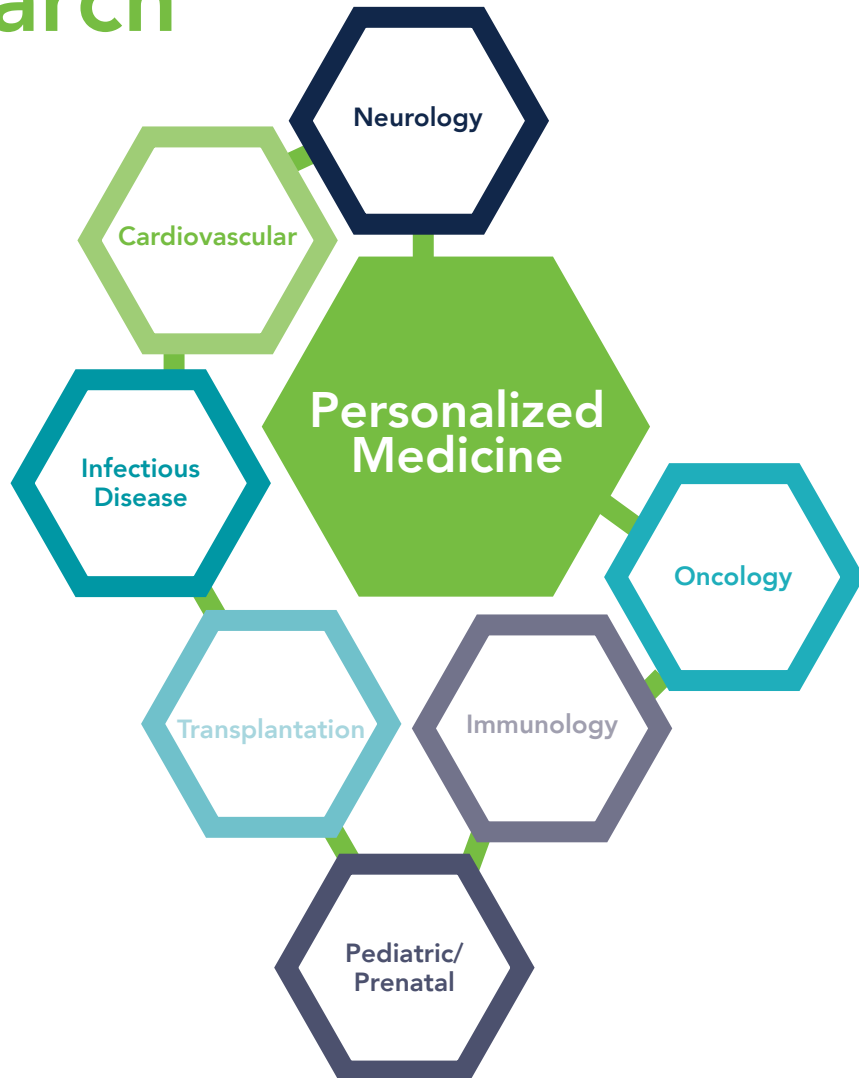 arch
Neurology
Cardiovascular
Personalized
Medicine
Infectious
Disease
Oncology
Transplantation
Immunology
Pediatric/
Prenatal